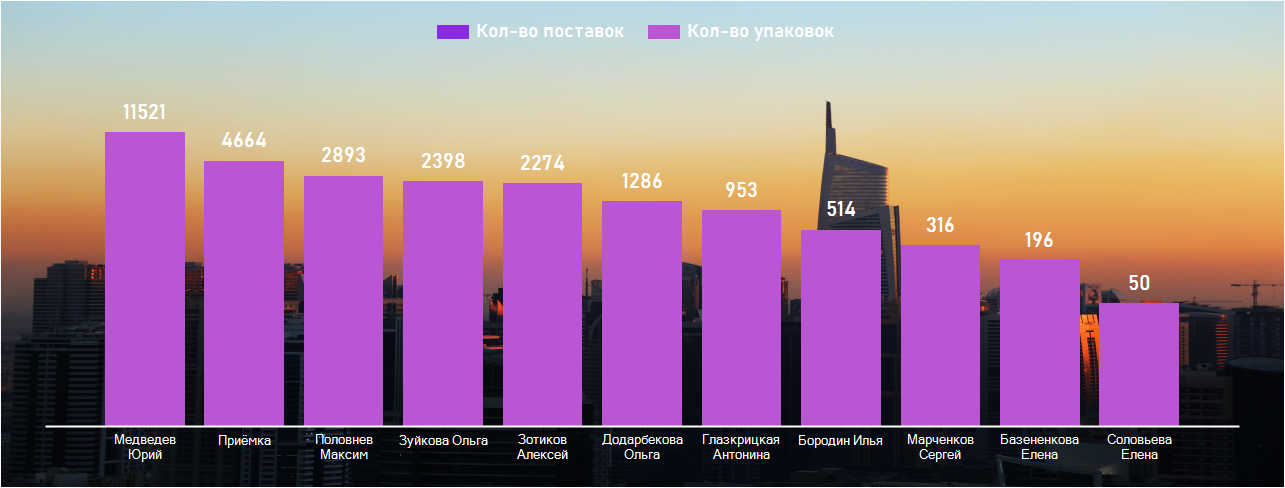 Кол-во поставок Кол-во упаковок
11521
4664
2893
2398
2274
1286
953
514
316
196
50
Медведев
Юрий
Приёмка
Половнев
Максим
Зуйкова Ольга
Зотиков
Алексей
Додарбекова
Ольга
Глазкрицкая
Антонина
Бородин Илья
Марченков
Сергей
Базененкова
Елена
Соловьева
Елена